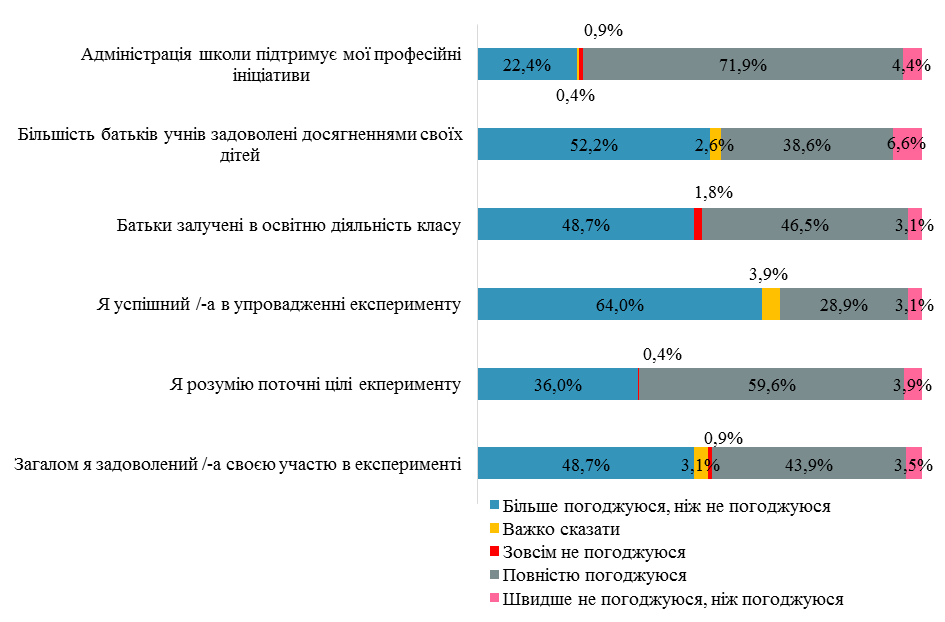 0,9%
Адміністрація школи підтримує мої професійні
ініціативи
22,4% 71,9% 4,4%
0,4%
Більшість батьків учнів задоволені досягненнями своїх
дітей
52,2% 2,6% 38,6% 6,6%
1,8%
Батьки залучені в освітню діяльність класу
48,7% 46,5% 3,1%
3,9%
Я успішний /-а в упровадженні експерименту
64,0% 28,9% 3,1%
0,4%
Я розумію поточні цілі екперименту
36,0% 59,6% 3,9%
0,9%
Загалом я задоволений /-а своєю участю в експерименті
48,7% 3,1% 43,9% 3,5%
Більше погоджуюся, ніж не погоджуюся
Важко сказати
Зовсім не погоджуюся
Повністю погоджуюся
Швидше не погоджуюся, ніж погоджуюся